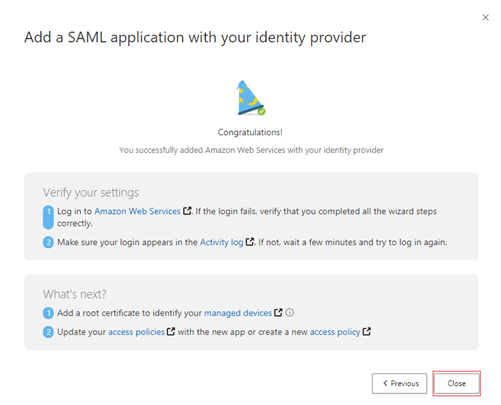 Add a SAML application with your identity provider
Congratulations!
You successfully added Amazon Web Services with your identity provider
Verify your settings
1 Log in to Amazon Web Services. If the login fails, verify that you completed all the wizard steps
correctly.
2 Make sure your login appears in the Activity log. If not, wait a few minutes and try to log in again.
What's next?
1 Add a root certificate to identify your managed devices
2 Update your access policies with the new app or create a new access policy
Previous
Close